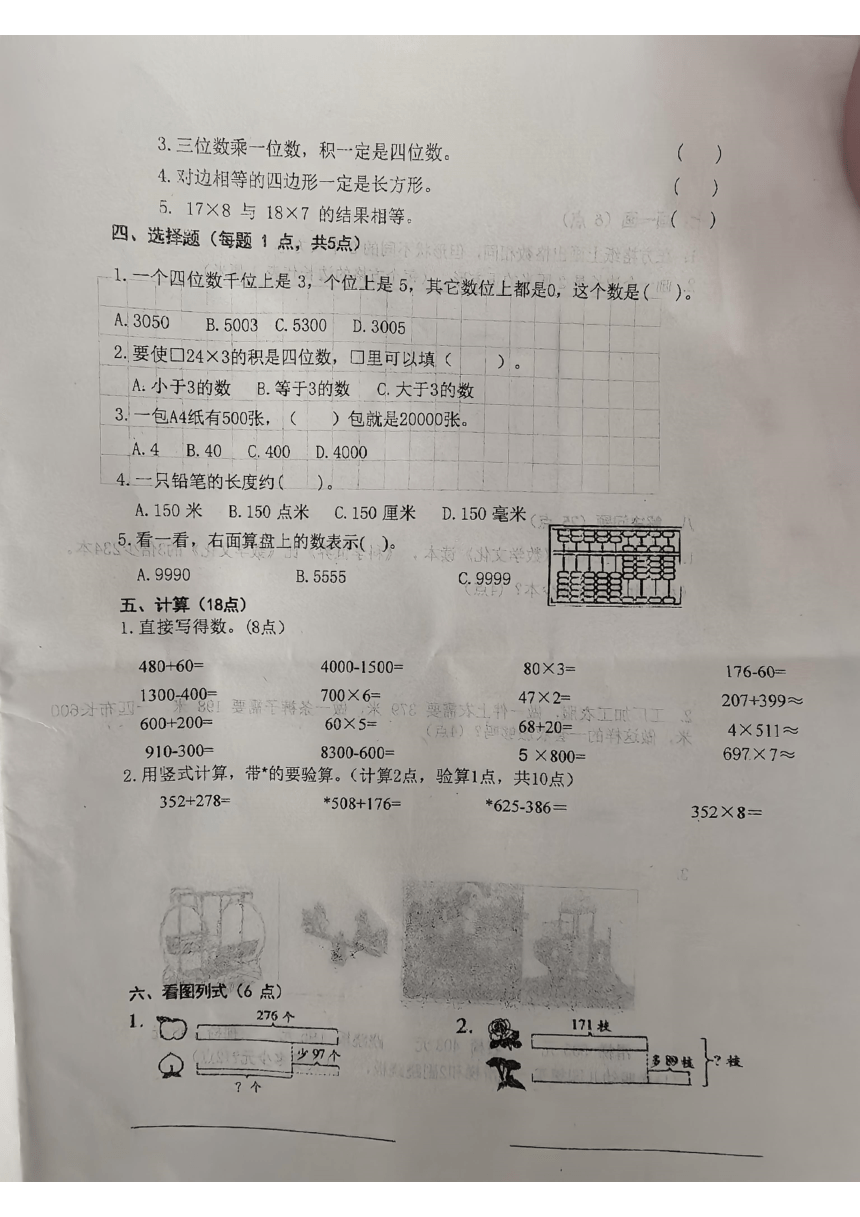 3.三位数乘一位数，积一定是四位数。 (  )
4.对边相等的四边形一定是长方形。 (  )
5. 17×8 与 18×7 的结果相等。 (  )
四、选择题（每题 1 点，共5点）
1.一个四位数千位上是 3，个位上是 5，其它数位上都是0，这个数是(  )。
A.3050 B.5003 C.5300 D.3005
2.要使口24×3的积是四位数，口里可以填（  ）。
A.小于3的数 B.等于3的数 C.大于3的数
3.一包A4纸有500张，（  ）包就是20000张。
A.4 B.40 C.400 D.4000
4.一只铅笔的长度约(  )。
A.150 米 B.150 点米 C.150 厘米 D.150 毫米
5.看一看，右面算盘上的数表示(  )。
A.9990 B.5555 C.9999
五、计算（18点）
1.直接写得数。(8点）
480+60= 4000-1500= 80×3= 176-60=
1300-400= 700×6= 47×2= 207+399≈
600+200= 60×5= 68+20= 4×511≈
910-300= 8300-600= 5 ×800= 697×7≈
2.用竖式计算，带*的要验算。（计算2点，验算1点，共10点）
352+278= *508+176= *625-386= 352×8=
六、看图列式（6 点）
1. 276 个
少 97 个
? 个
2. 171 枝
多 枝
? 枝